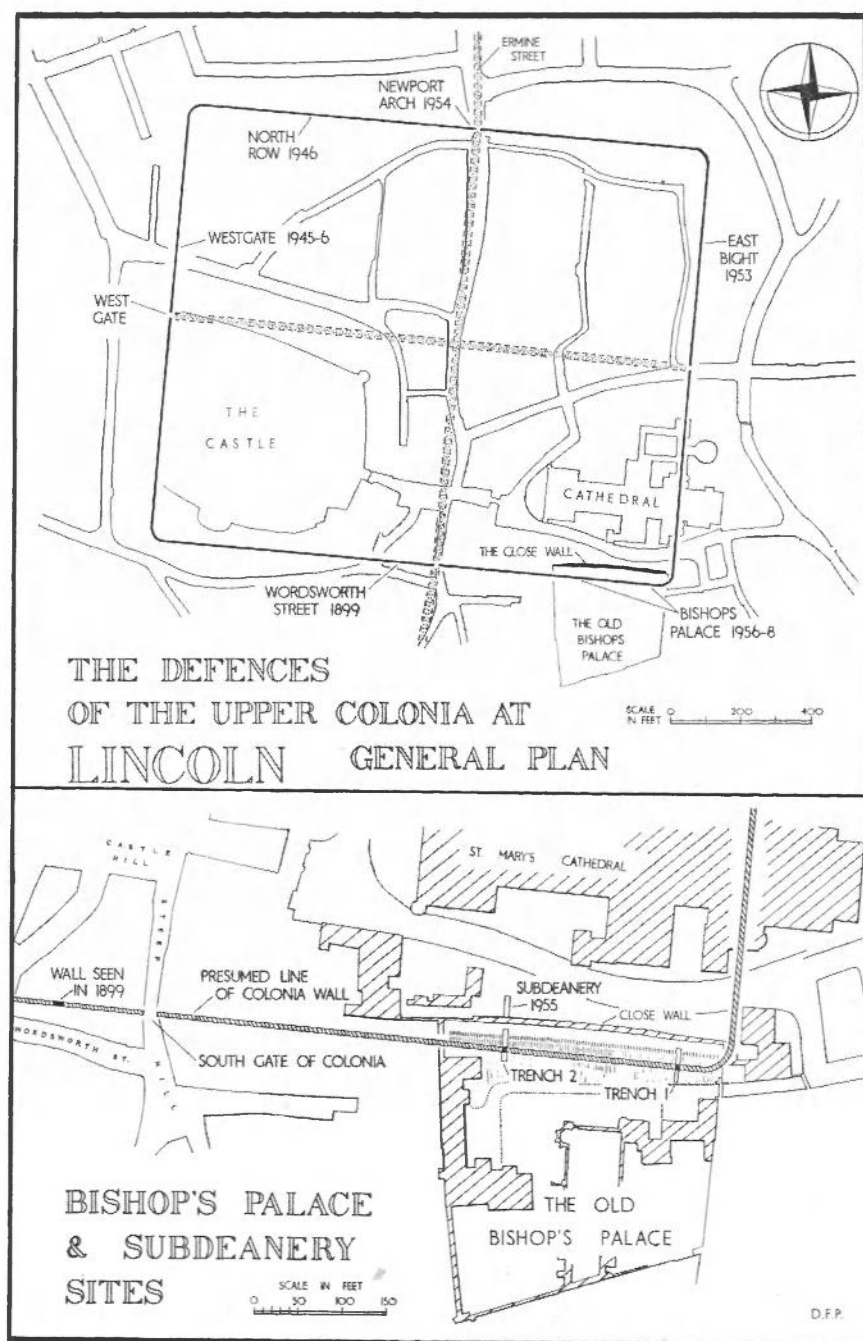 ERMINE
STREET
NEWPORT
ARCH 1954
NORTH
ROW 1946
WESTGATE 1945-6
EAST
BIGHT
1953
WEST
GATE
THE
CASTLE
CATHEDRAL
THE CLOSE WALL
WORDSWORTH
STREET 1899
BISHOPS
PALACE 1956-8
THE OLD
BISHOPS
PALACE
THE DEFENCES
OF THE UPPER COLONIA AT
LINCOLN GENERAL PLAN
SCALE
IN FEET
0 200 400
CASTLE
HILL
ST. MARY'S CATHEDRAL
STEEP
HILL
WALL SEEN
IN 1899
PRESUMED LINE
OF COLONIA WALL
SUBDEANERY
1955
CLOSE WALL
WORDSWORTH ST.
SOUTH GATE OF COLONIA
TRENCH 2
TRENCH 1
THE OLD
BISHOP'S PALACE
BISHOP'S PALACE
& SUBDEANERY
SITES
SCALE IN FEET
0 50 100 150
D.F.P.